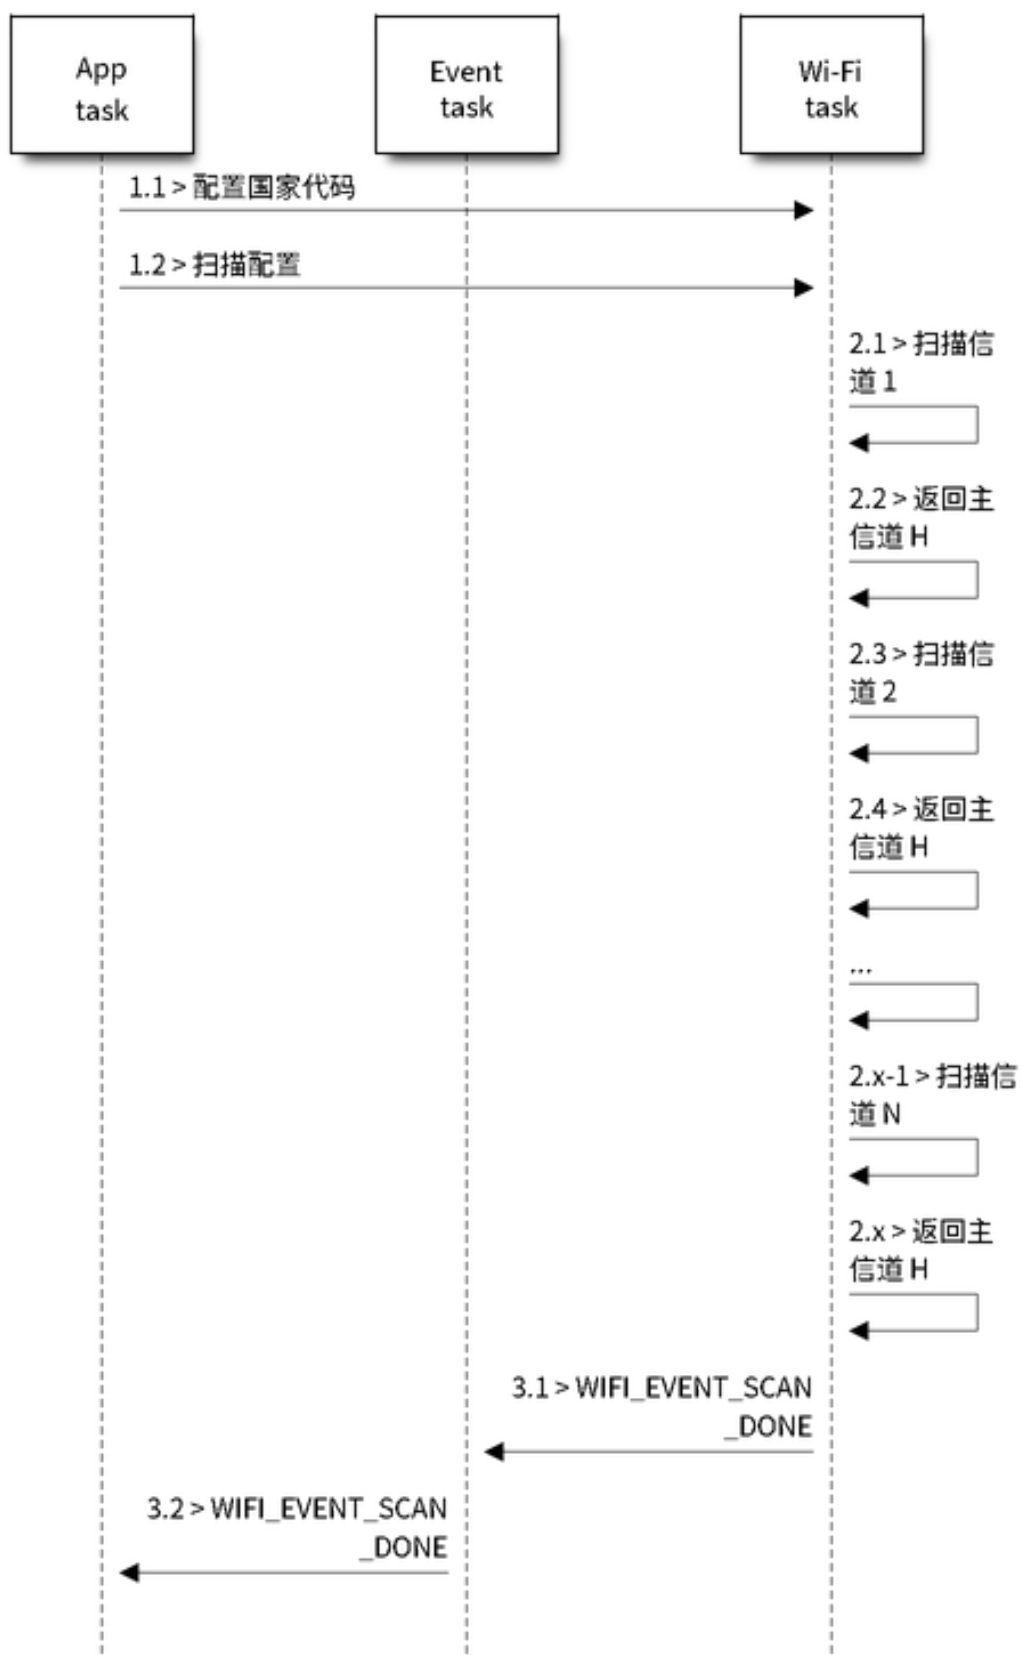 App
task
Event
task
Wi-Fi
task
1.1 > 配置国家代码
1.2 > 扫描配置
2.1 > 扫描信
道 1
2.2 > 返回主
信道 H
2.3 > 扫描信
道 2
2.4 > 返回主
信道 H
...
2.x-1 > 扫描信
道 N
2.x > 返回主
信道 H
3.1 > WIFI_EVENT_SCAN
_DONE
3.2 > WIFI_EVENT_SCAN
_DONE